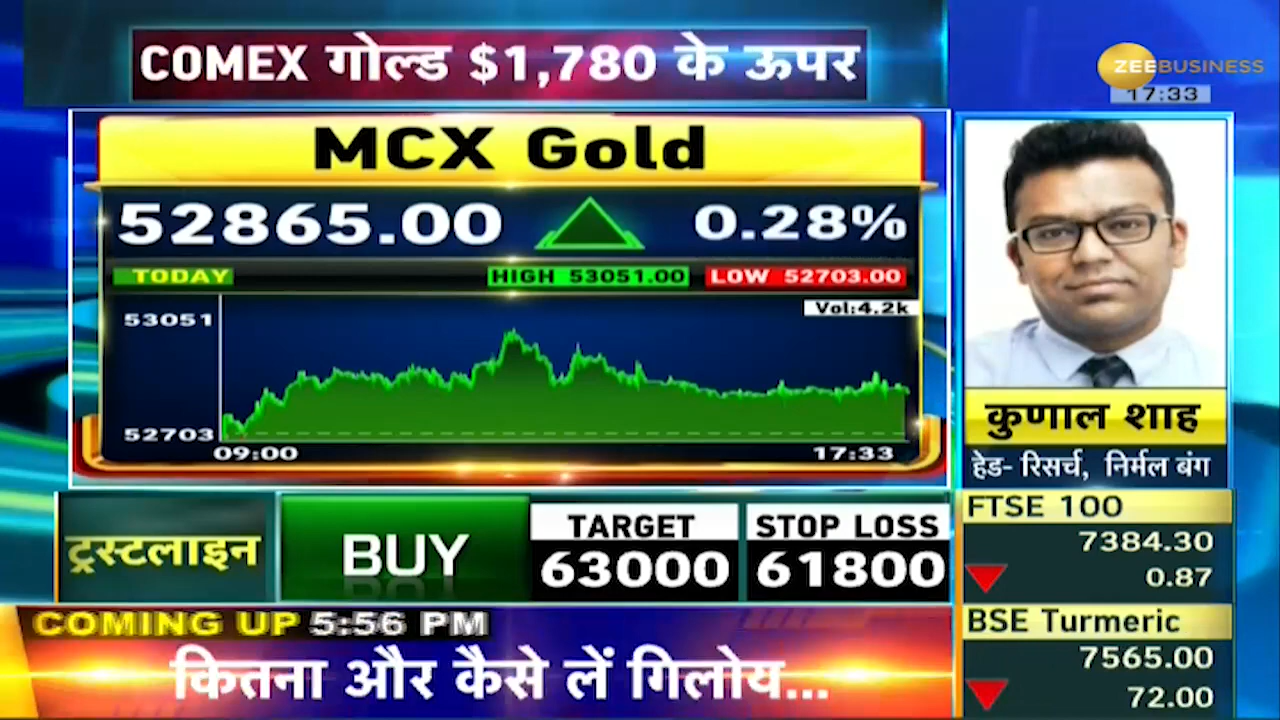 COMEX गोल्ड $1,780 के ऊपर
ZEEBUSINESS
17:33
MCX Gold
52865.00 0.28%
TODAY HIGH 53051.00 LOW 52703.00
Vol:4.2k
53051
52703
09:00 17:33
कुणाल शाह
हेड- रिसर्च, निर्मल बंग
ट्रस्टलाइन BUY
TARGET STOP LOSS
63000 61800
FTSE 100
7384.30
0.87
BSE Turmeric
7565.00
72.00
COMING UP 5:56 PM
कितना और कैसे लें गिलोय...